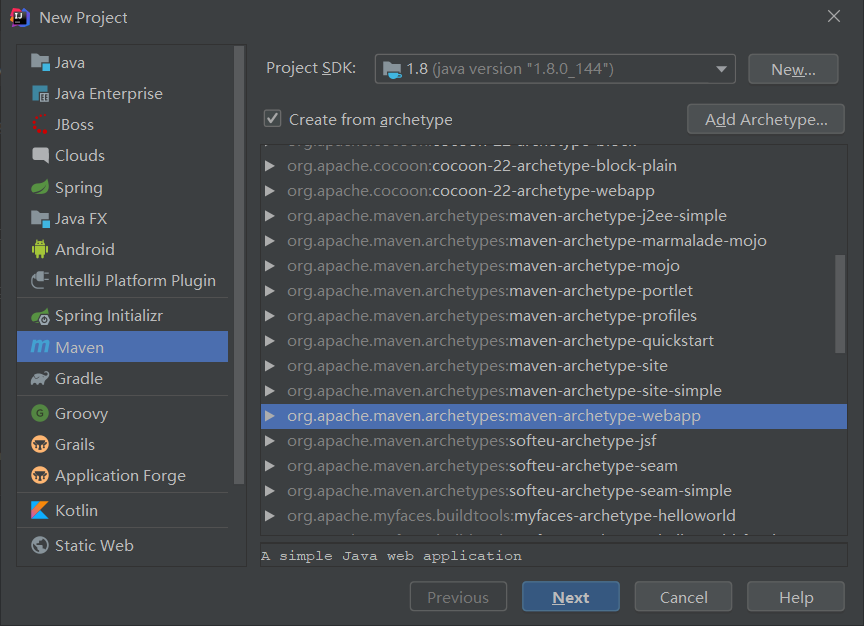 New Project
Java
Java Enterprise
JBoss
Clouds
Spring
Java FX
Android
IntelliJ Platform Plugin
Spring Initializr
Maven
Gradle
Groovy
Grails
Application Forge
Kotlin
Static Web
Project SDK: 1.8 (java version "1.8.0_144") New...
Create from archetype Add Archetype...
org.apache.cocoon:cocoon-22-archetype-block-plain
org.apache.cocoon:cocoon-22-archetype-webapp
org.apache.maven.archetypes:maven-archetype-j2ee-simple
org.apache.maven.archetypes:maven-archetype-marmalade-mojo
org.apache.maven.archetypes:maven-archetype-mojo
org.apache.maven.archetypes:maven-archetype-portlet
org.apache.maven.archetypes:maven-archetype-profiles
org.apache.maven.archetypes:maven-archetype-quickstart
org.apache.maven.archetypes:maven-archetype-site
org.apache.maven.archetypes:maven-archetype-site-simple
org.apache.maven.archetypes:maven-archetype-webapp
org.apache.maven.archetypes:softeu-archetype-jsf
org.apache.maven.archetypes:softeu-archetype-seam
org.apache.maven.archetypes:softeu-archetype-seam-simple
org.apache.myfaces.buildtools:myfaces-archetype-helloworld
A simple Java web application
Previous Next Cancel Help